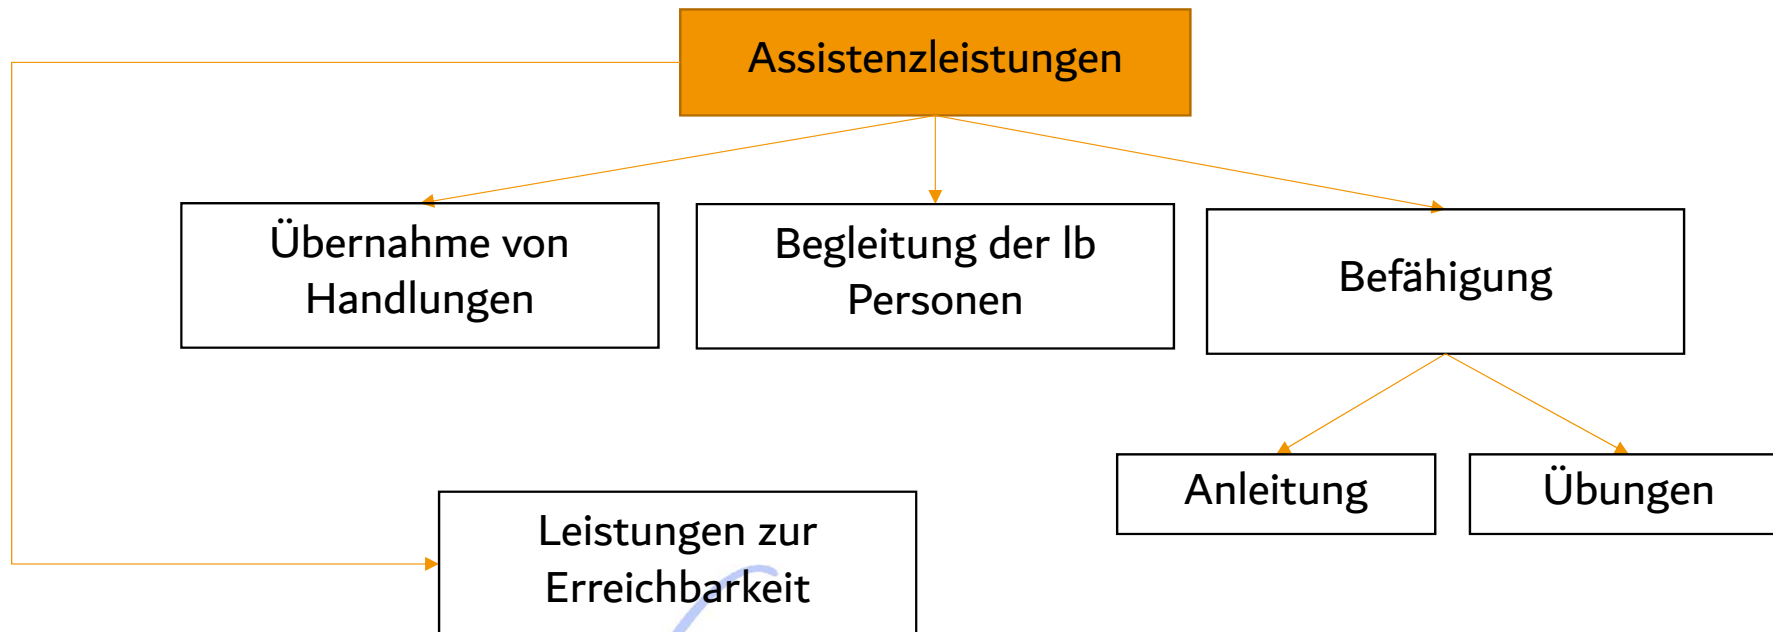 Assistenzleistungen
Übernahme von
Handlungen
Begleitung der lb
Personen
Befähigung
Anleitung
Übungen
Leistungen zur
Erreichbarkeit